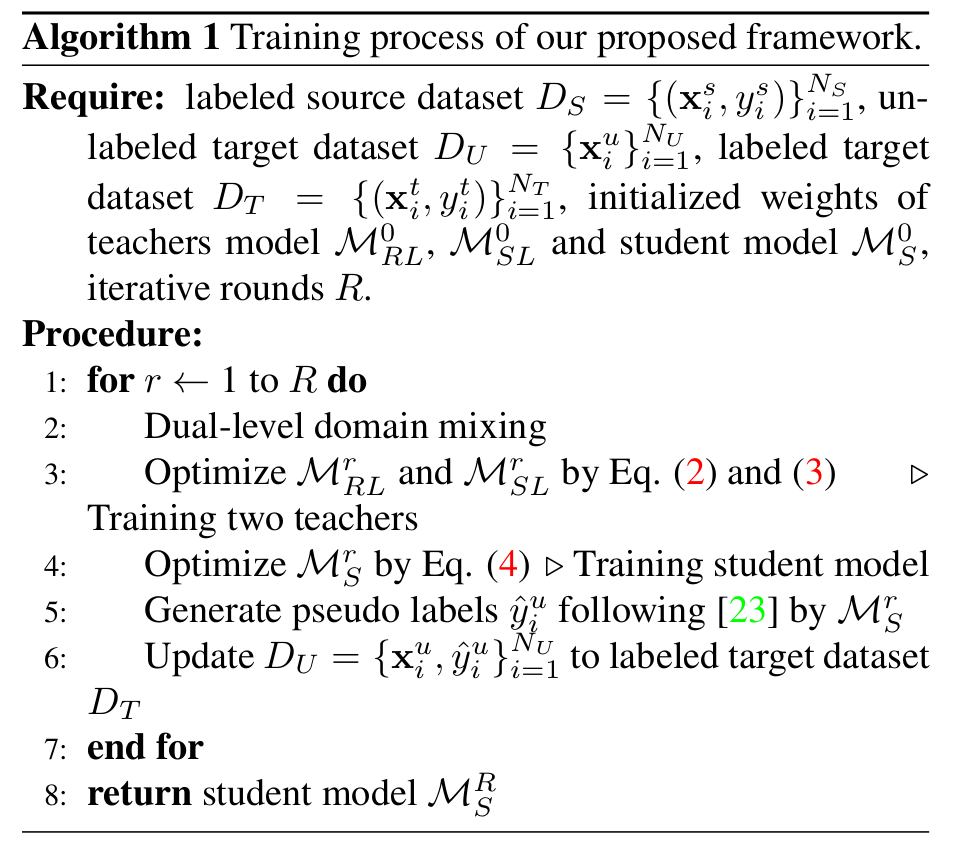 Algorithm 1 Training process of our proposed framework.
Require: labeled source dataset $D_S = \{(\mathbf{x}_i^s, y_i^s)\}_{i=1}^{N_S}$, un-
labeled target dataset $D_U = \{\mathbf{x}_i^u\}_{i=1}^{N_U}$, labeled target
dataset $D_T = \{(\mathbf{x}_i^t, y_i^t)\}_{i=1}^{N_T}$, initialized weights of
teachers model $\mathcal{M}_{RL}^0$, $\mathcal{M}_{SL}^0$ and student model $\mathcal{M}_S^0$,
iterative rounds $R$.
Procedure:
1: for $r \leftarrow 1$ to $R$ do
2: Dual-level domain mixing
3: Optimize $\mathcal{M}_{RL}^r$ and $\mathcal{M}_{SL}^r$ by Eq. (2) and (3) ▷
Training two teachers
4: Optimize $\mathcal{M}_S^r$ by Eq. (4) ▷ Training student model
5: Generate pseudo labels $\hat{y}_i^u$ following [23] by $\mathcal{M}_S^r$
6: Update $D_U = \{\mathbf{x}_i^u, \hat{y}_i^u\}_{i=1}^{N_U}$ to labeled target dataset
$D_T$
7: end for
8: return student model $\mathcal{M}_S^R$